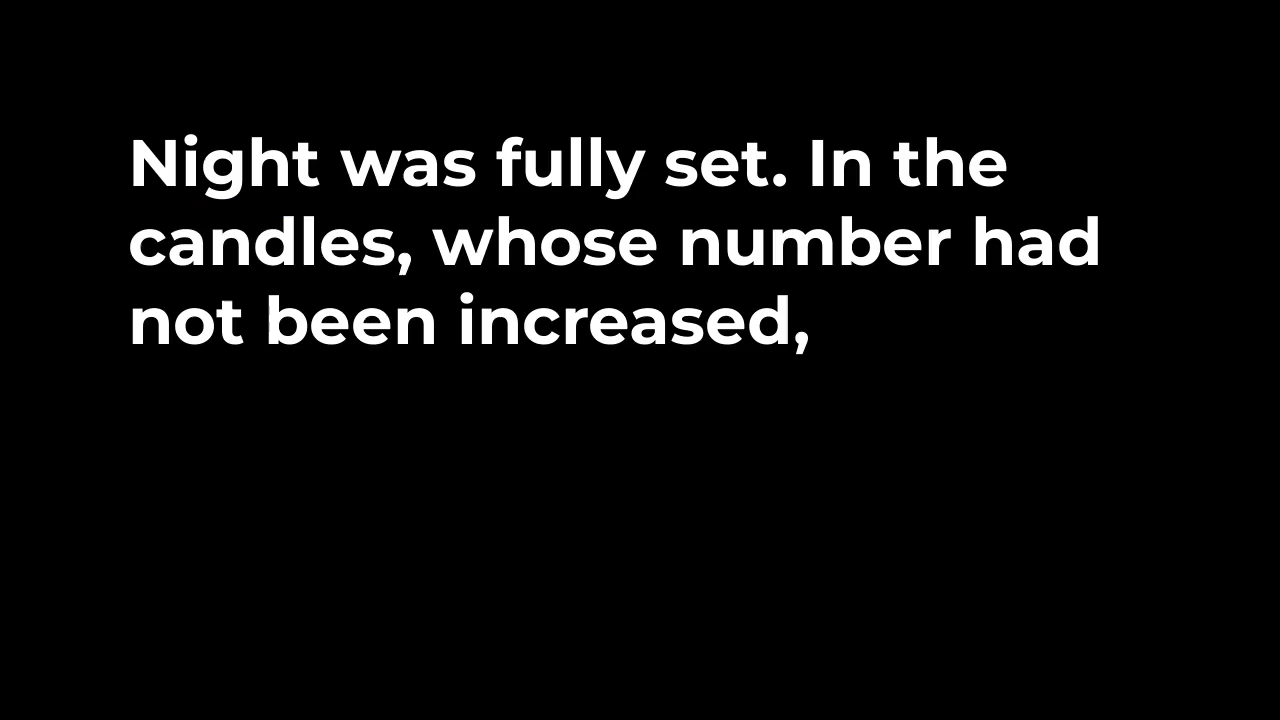 Night was fully set. In the
candles, whose number had
not been increased,